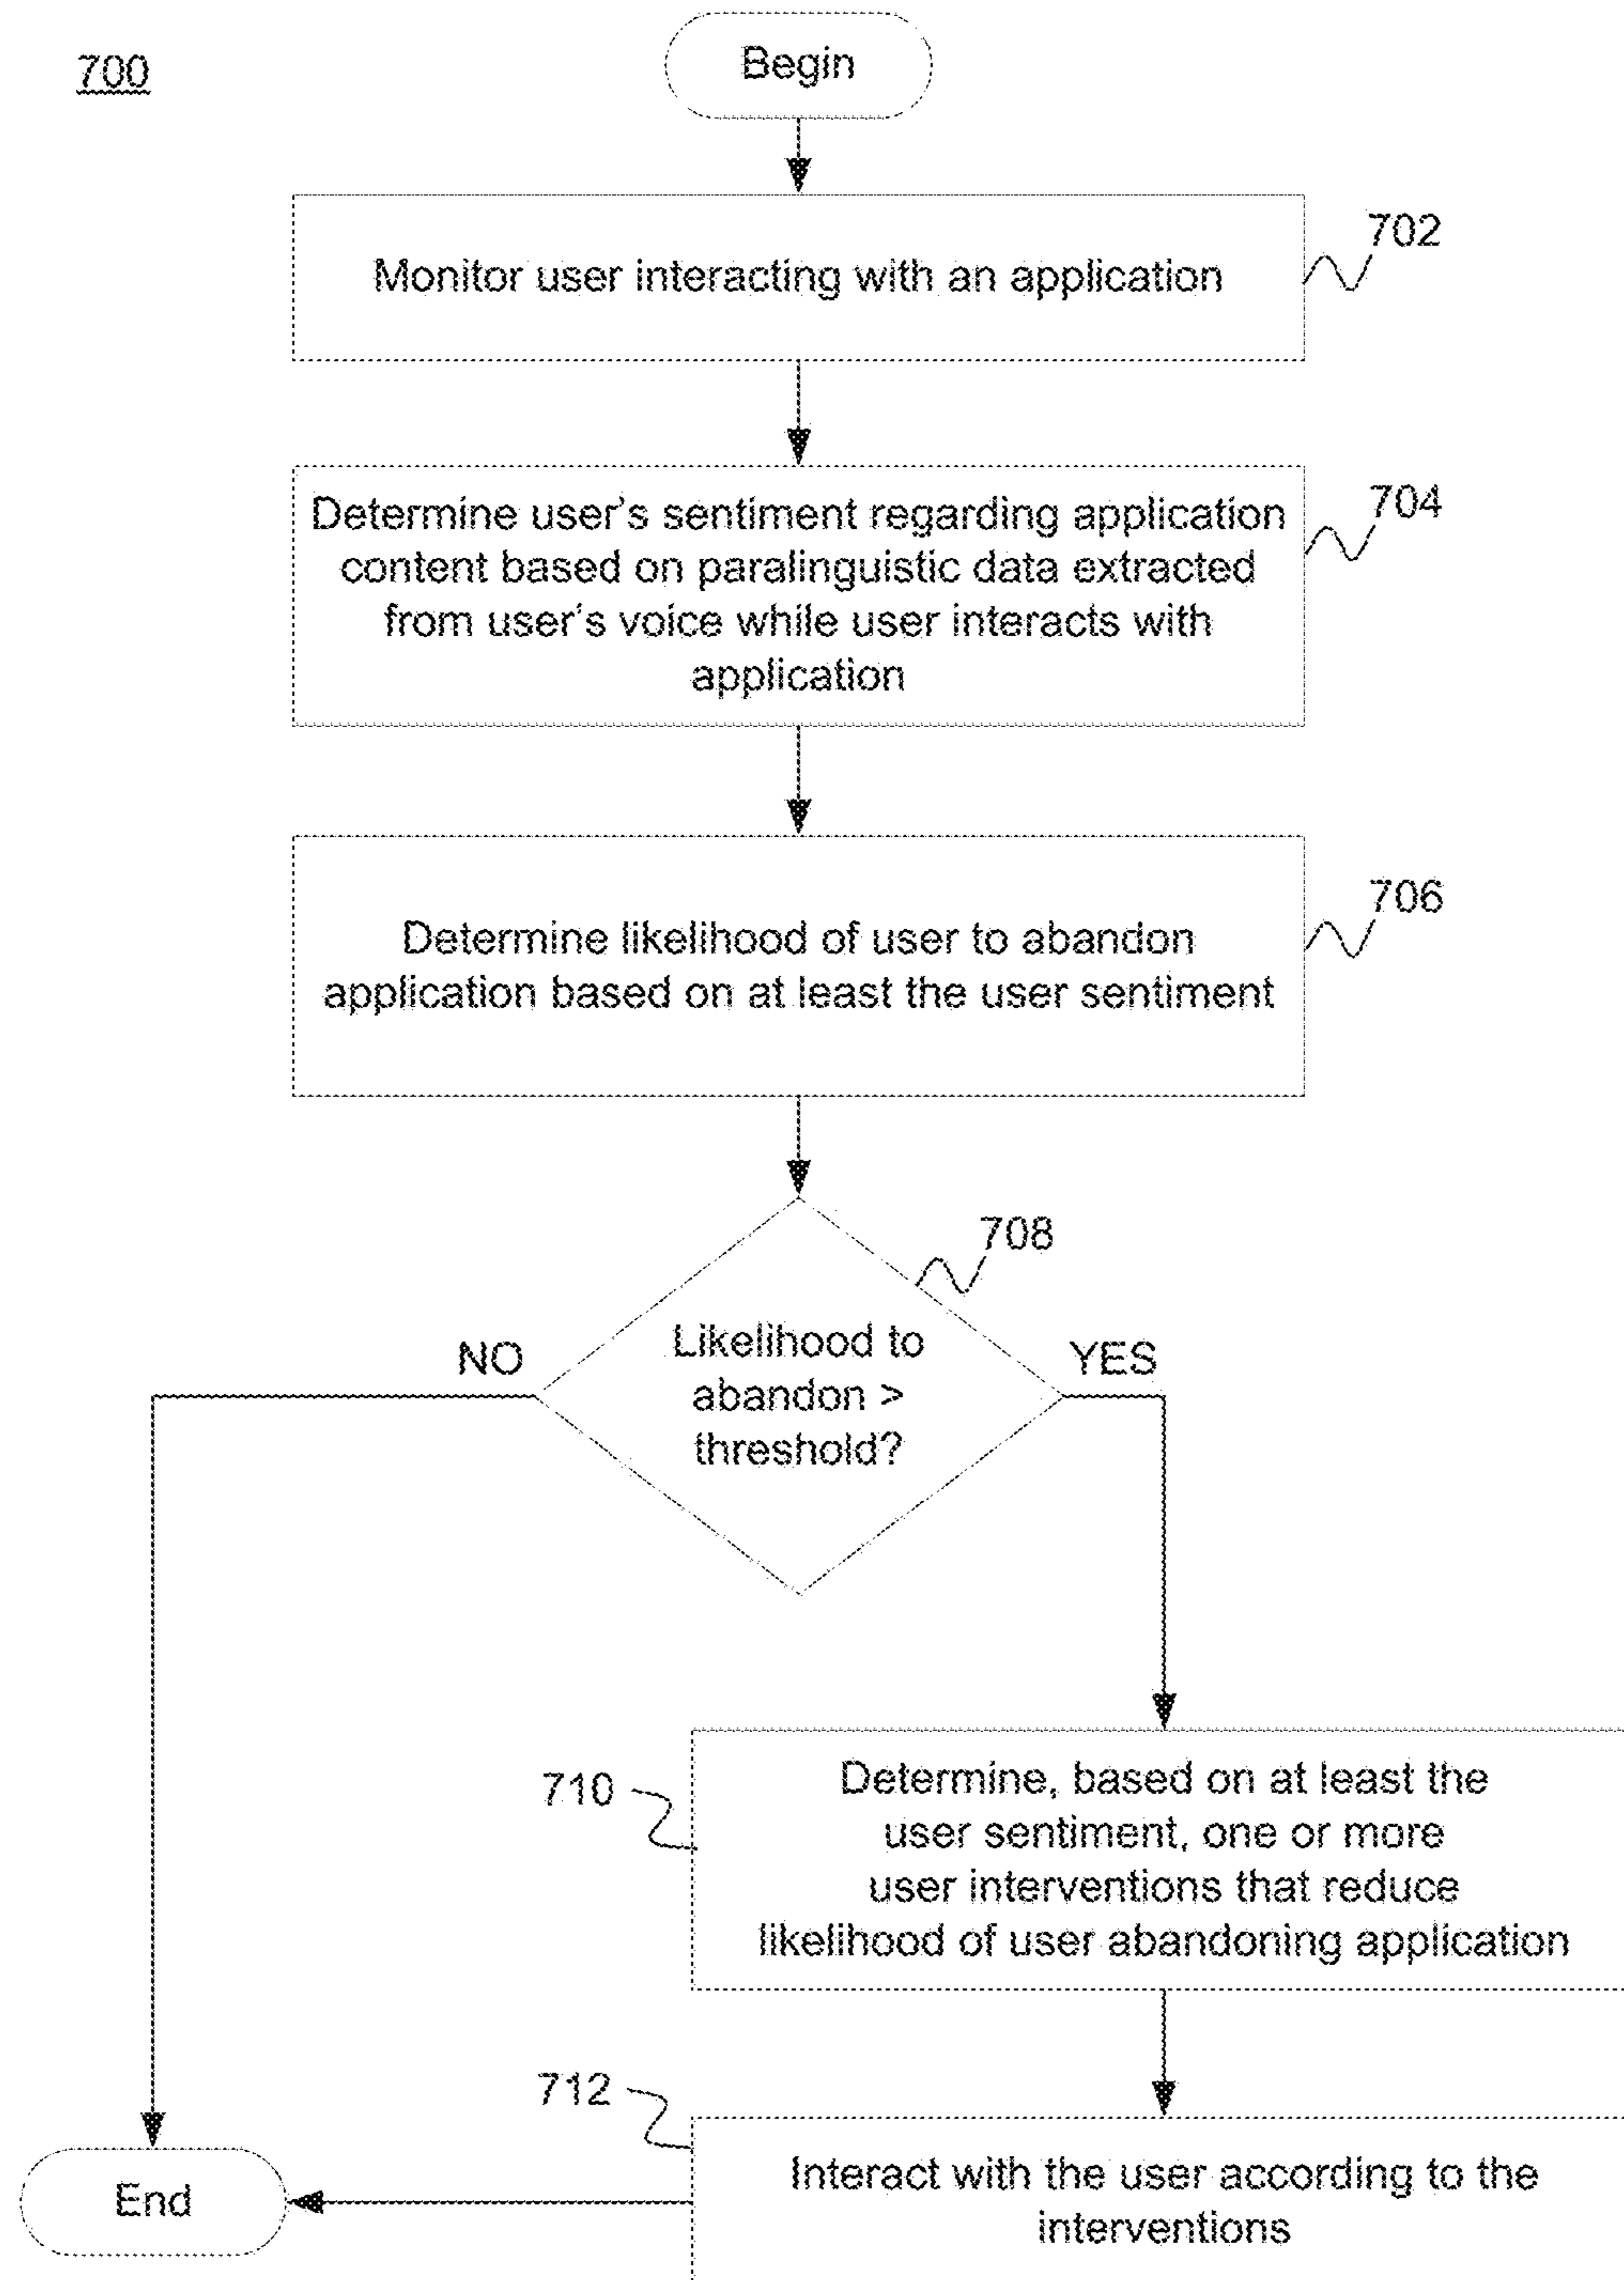 700
Begin
Monitor user interacting with an application
702
Determine user's sentiment regarding application
content based on paralinguistic data extracted
from user's voice while user interacts with
application
704
Determine likelihood of user to abandon
application based on at least the user sentiment
706
708
Likelihood to
abandon >
threshold?
NO
YES
710
Determine, based on at least the
user sentiment, one or more
user interventions that reduce
likelihood of user abandoning application
712
Interact with the user according to the
interventions
End